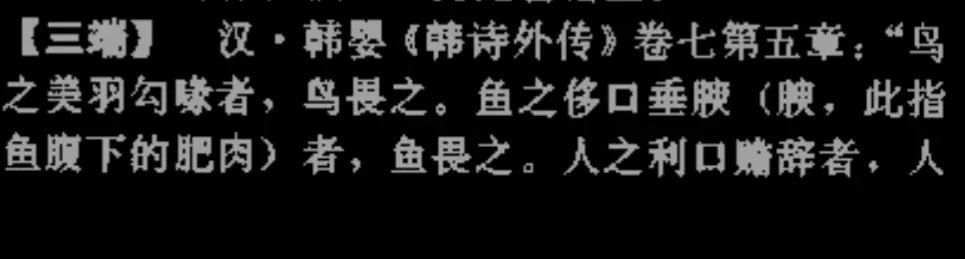 【三端】 汉·韩婴《韩诗外传》卷七第五章：“鸟
之美羽勾喙者，鸟畏之。鱼之侈口垂腴（腴，此指
鱼腹下的肥肉）者，鱼畏之。人之利口赡辞者，人